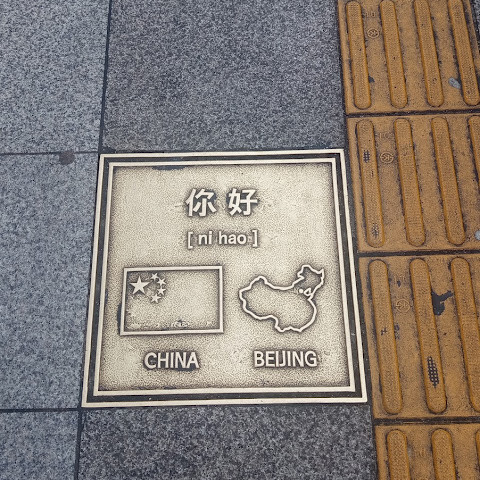 你好
[ ni hao ]
CHINA
BEIJING